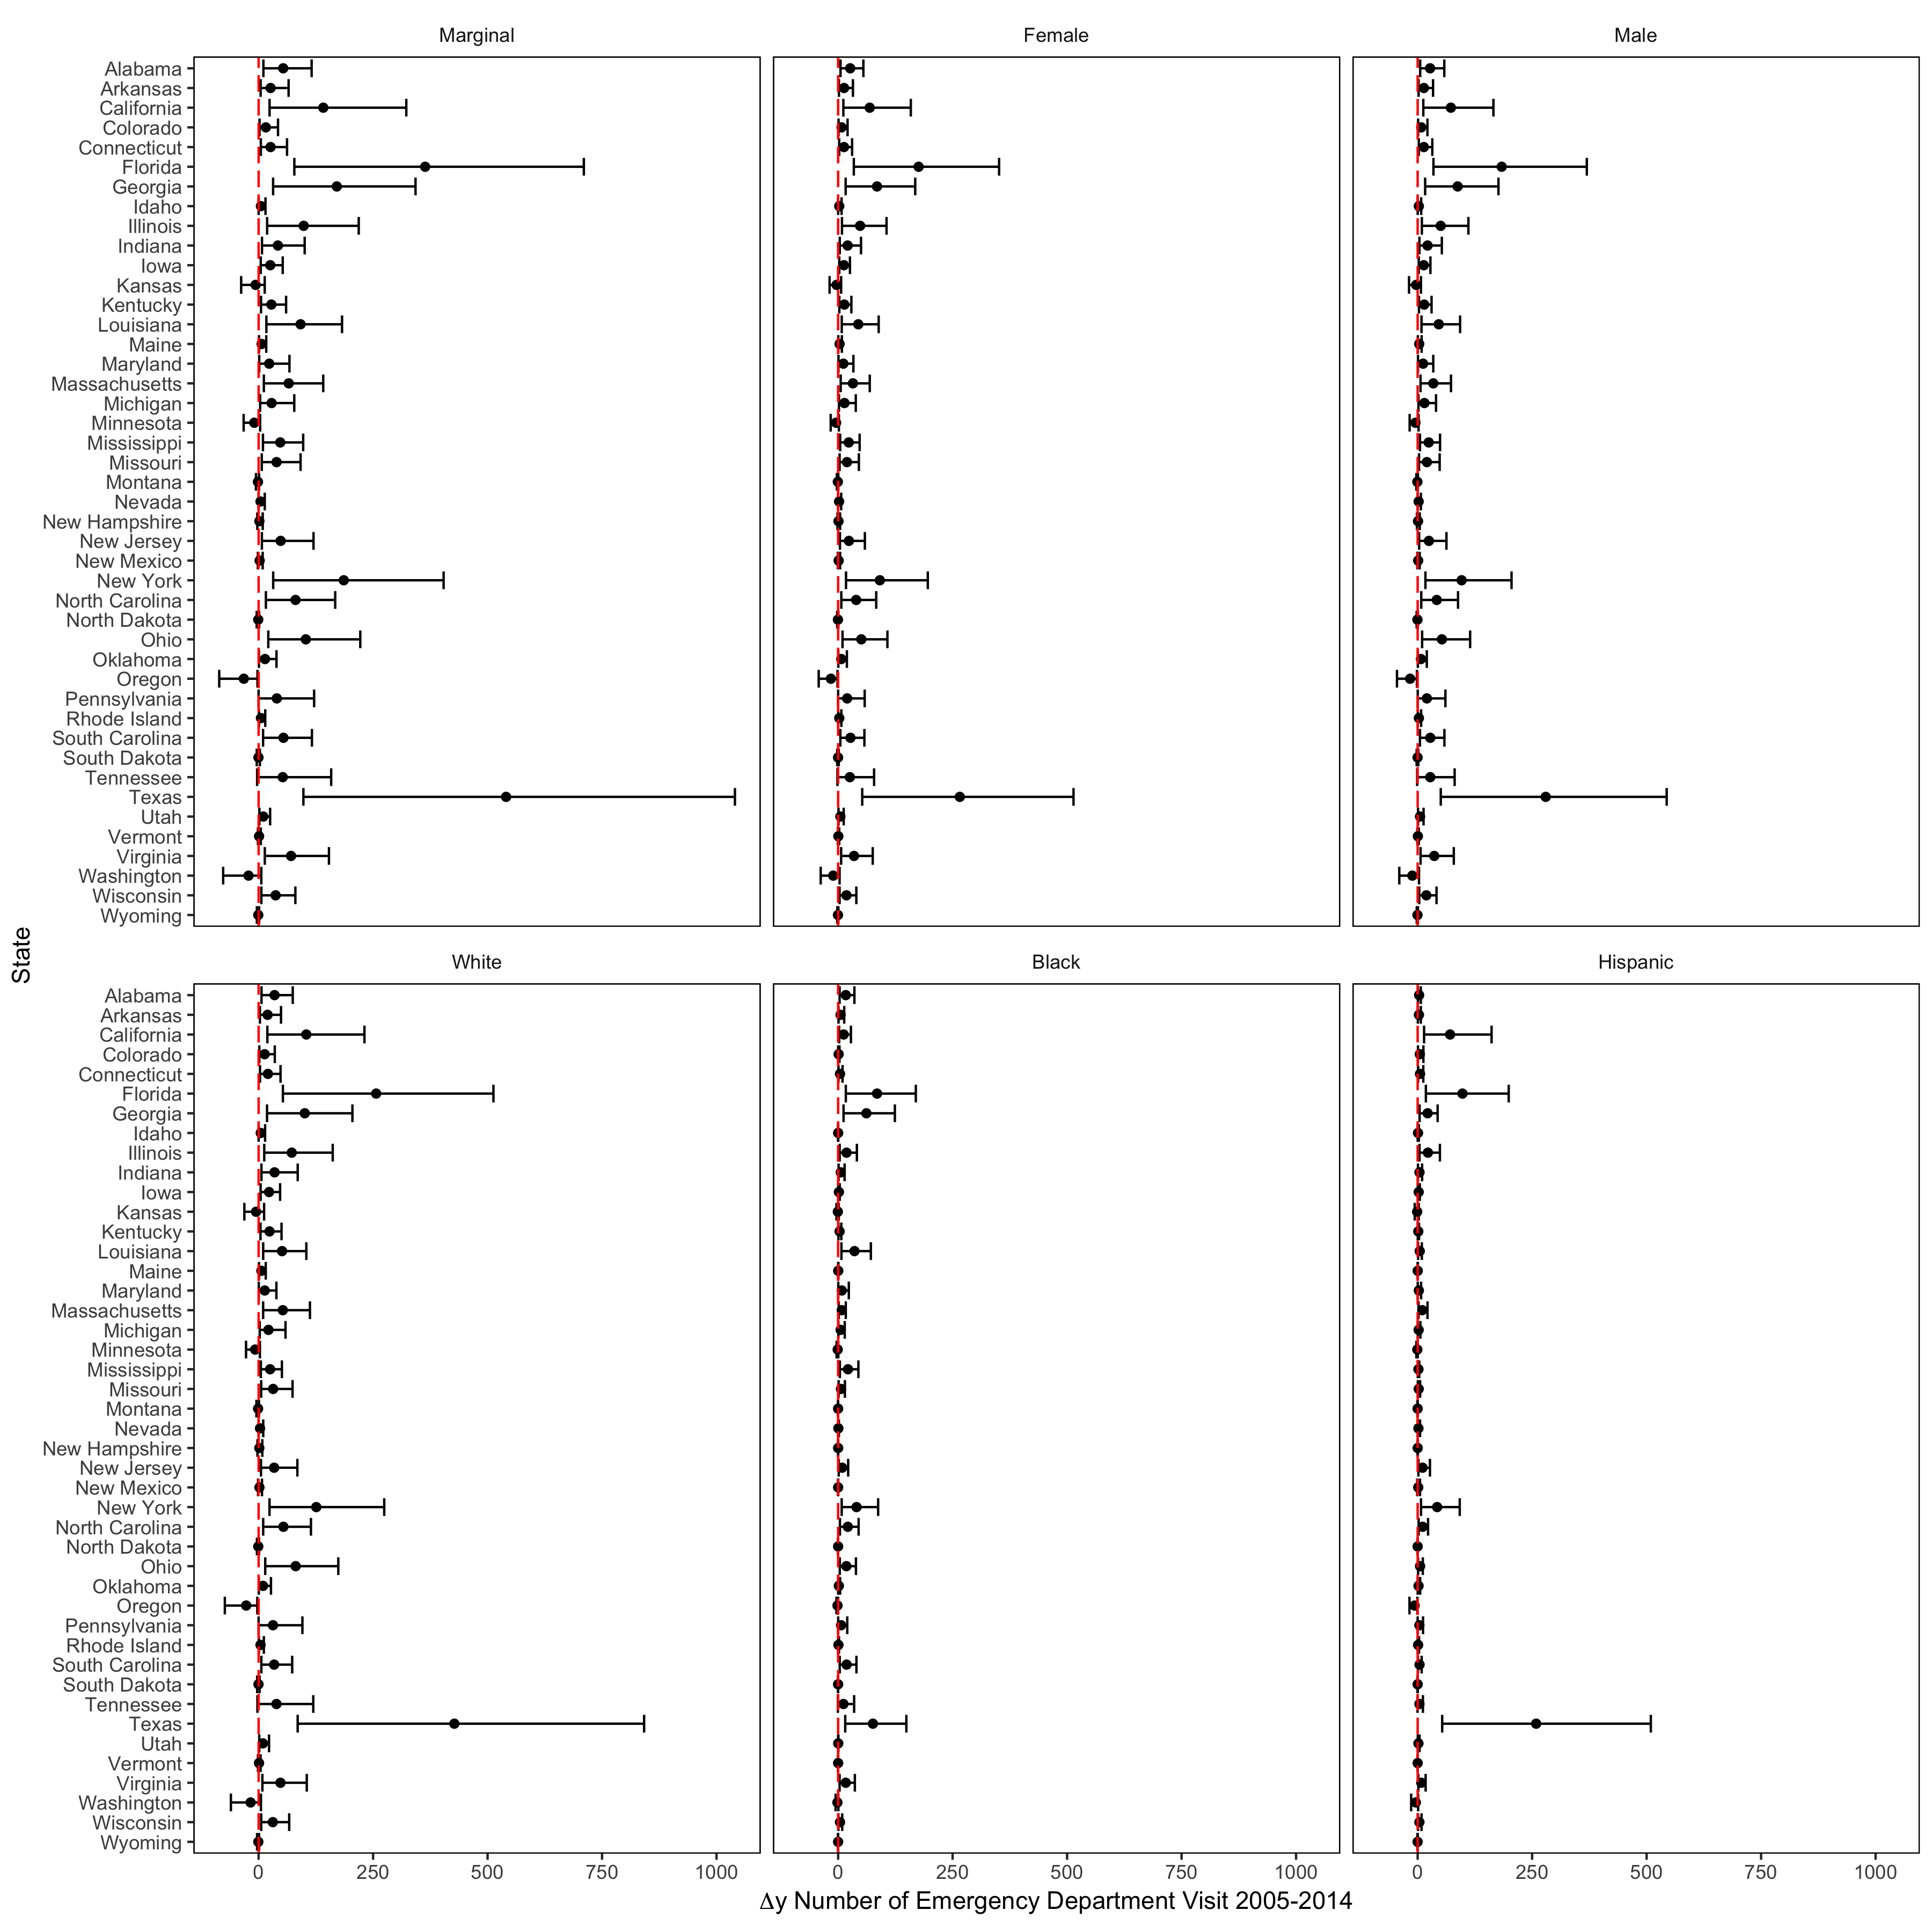 Marginal Female Male
Alabama
Arkansas
California
Colorado
Connecticut
Florida
Georgia
Idaho
Illinois
Indiana
Iowa
Kansas
Kentucky
Louisiana
Maine
Maryland
Massachusetts
Michigan
Minnesota
Mississippi
Missouri
Montana
Nevada
New Hampshire
New Jersey
New Mexico
New York
North Carolina
North Dakota
Ohio
Oklahoma
Oregon
Pennsylvania
Rhode Island
South Carolina
South Dakota
Tennessee
Texas
Utah
Vermont
Virginia
Washington
Wisconsin
Wyoming
State
White Black Hispanic
Alabama
Arkansas
California
Colorado
Connecticut
Florida
Georgia
Idaho
Illinois
Indiana
Iowa
Kansas
Kentucky
Louisiana
Maine
Maryland
Massachusetts
Michigan
Minnesota
Mississippi
Missouri
Montana
Nevada
New Hampshire
New Jersey
New Mexico
New York
North Carolina
North Dakota
Ohio
Oklahoma
Oregon
Pennsylvania
Rhode Island
South Carolina
South Dakota
Tennessee
Texas
Utah
Vermont
Virginia
Washington
Wisconsin
Wyoming
0 250 500 750 1000 0 250 500 750 1000 0 250 500 750 1000
Δy Number of Emergency Department Visit 2005-2014